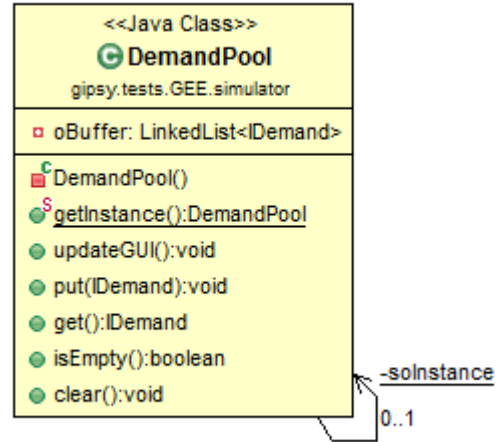 <<Java Class>>
C DemandPool
gipsy.tests.GEE.simulator
oBuffer: LinkedList<IDemand>
C DemandPool()
S getInstance():DemandPool
updateGUI():void
put(IDemand):void
get():IDemand
isEmpty():boolean
clear():void
-soInstance
0..1